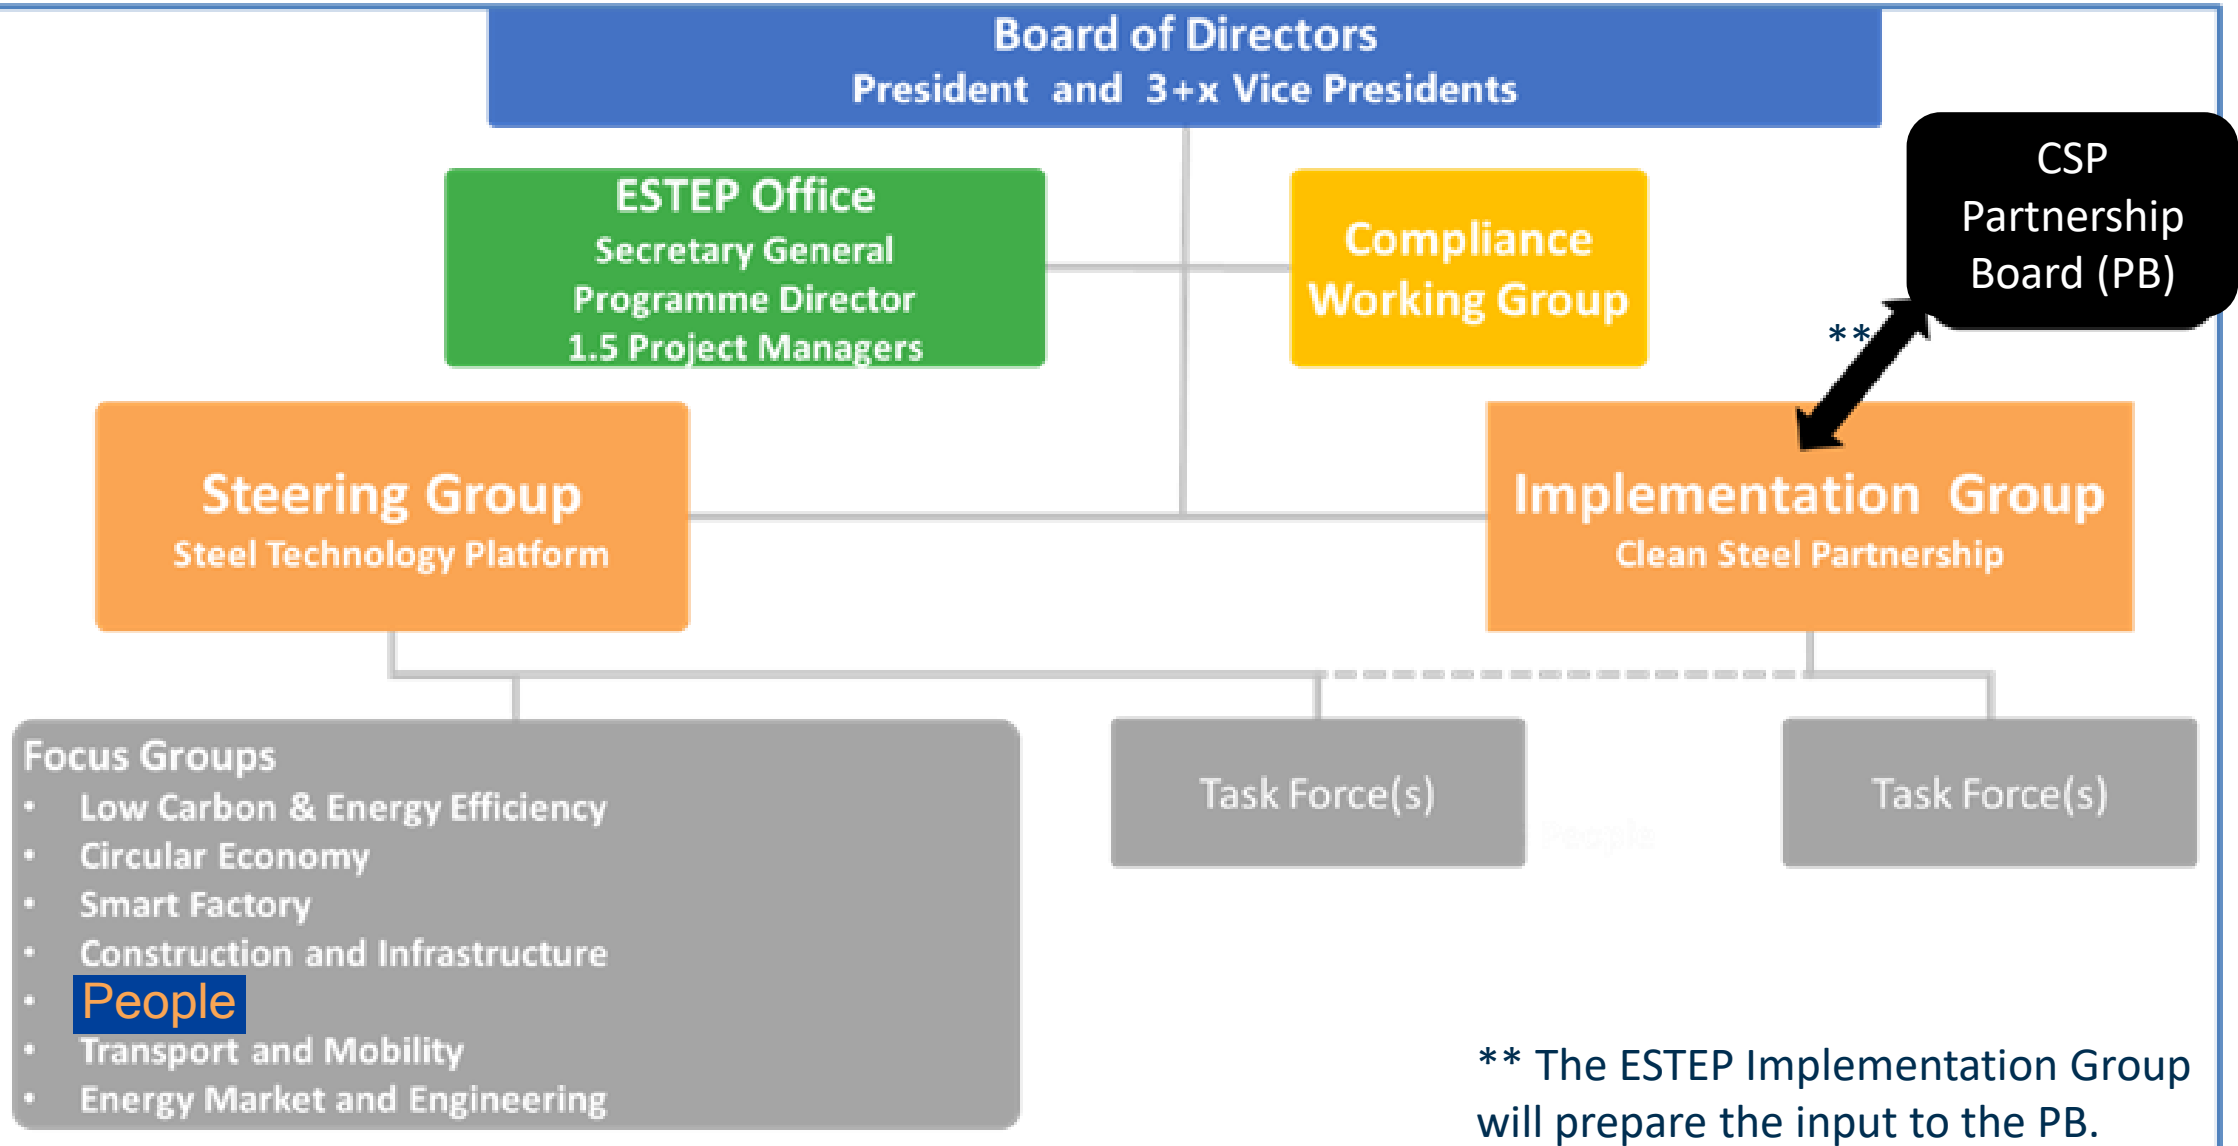 Board of Directors
President and 3+x Vice Presidents
ESTEP Office
Secretary General
Programme Director
1.5 Project Managers
Compliance
Working Group
CSP
Partnership
Board (PB)
**
Steering Group
Steel Technology Platform
Implementation Group
Clean Steel Partnership
Focus Groups
• Low Carbon & Energy Efficiency
• Circular Economy
• Smart Factory
• Construction and Infrastructure
• People
• Transport and Mobility
• Energy Market and Engineering
Task Force(s)
People
Task Force(s)
** The ESTEP Implementation Group
will prepare the input to the PB.